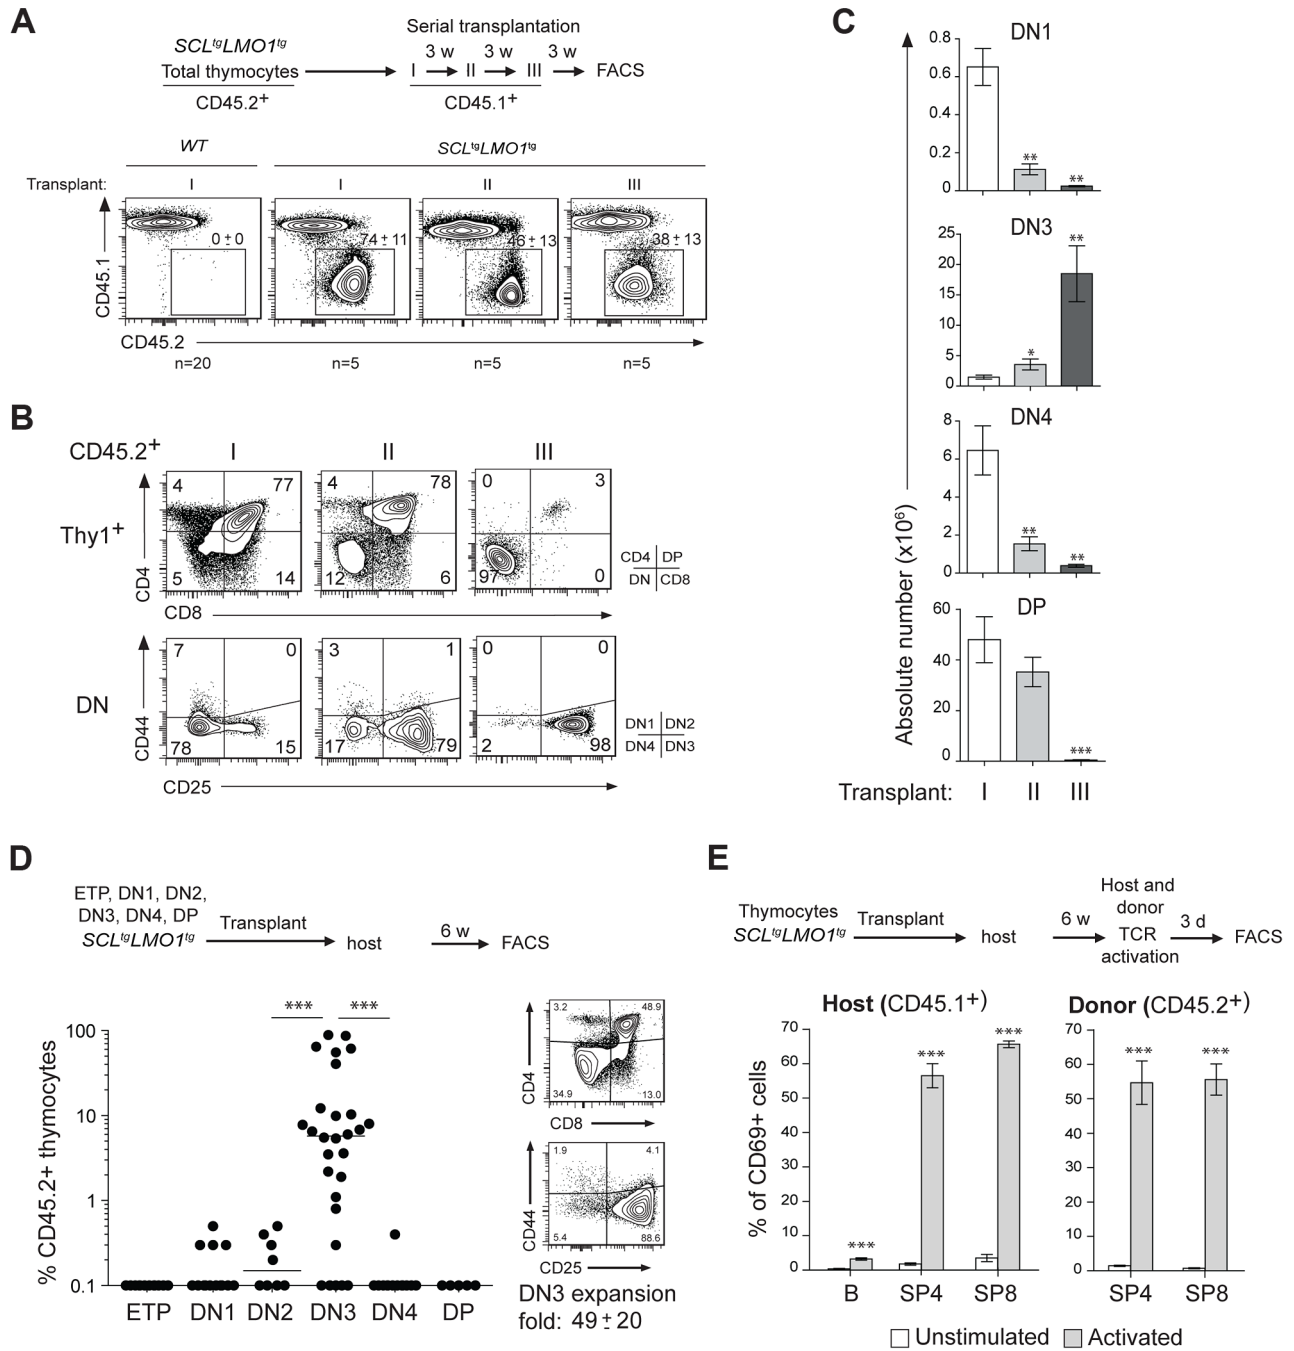 A
Serial transplantation
SCLtgLMO1tg
Total thymocytes
CD45.2+
3 w 3 w 3 w
I II III FACS
CD45.1+
WT
SCLtgLMO1tg
Transplant: I I II III
0 ± 0
74 ± 11
46 ± 13
38 ± 13
CD45.1
CD45.2
n=20 n=5 n=5 n=5
B
CD45.2+ I II III
Thy1+
4 77
5 14
4 78
12 6
0 3
97 0
CD4
CD8
CD4 DP
DN CD8
DN
7 0
78 15
3 1
17 79
0 0
2 98
CD44
CD25
DN1 DN2
DN4 DN3
C
Absolute number (x10⁶)
DN1
0.8
0.6
0.4
0.2
0
** **
DN3
25
20
15
10
5
0
* **
DN4
8
6
4
2
0
** **
DP
60
40
20
0
***
Transplant: I II III
D
ETP, DN1, DN2,
DN3, DN4, DP
SCLtgLMO1tg
Transplant
host
6 w
FACS
*** ***
% CD45.2+ thymocytes
100
10
1
0.1
ETP DN1 DN2 DN3 DN4 DP
3.2 48.9
34.9 13.0
CD4
CD8
1.9 4.1
5.4 88.6
CD44
CD25
DN3 expansion
fold: 49 ± 20
E
Thymocytes
SCLtgLMO1tg
Transplant
host
6 w
Host and
donor
TCR
activation
3 d
FACS
Host (CD45.1+)
% of CD69+ cells
70
60
50
40
30
20
10
0
*** *** ***
B SP4 SP8
Donor (CD45.2+)
70
60
50
40
30
20
10
0
*** ***
SP4 SP8
Unstimulated Activated